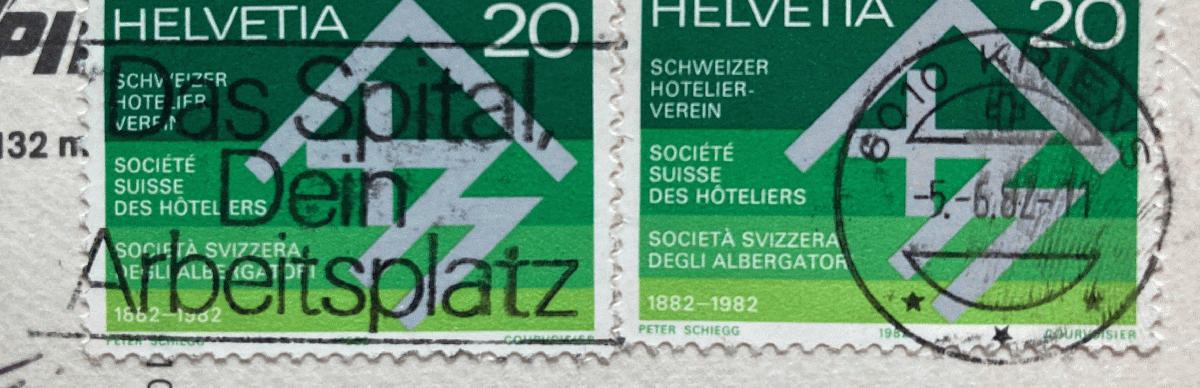 HELVETIA 20
SCHWEIZER
HOTELIER-
VEREIN
SOCIÉTÉ
SUISSE
DES HÔTELIERS
SOCIETÀ SVIZZERA
DEGLI ALBERGATORI
1882–1982
PETER SCHIEGG 1982 COURVOISIER
Das Spital,
Dein
Arbeitsplatz
HELVETIA 20
SCHWEIZER
HOTELIER-
VEREIN
SOCIÉTÉ
SUISSE
DES HÔTELIERS
SOCIETÀ SVIZZERA
DEGLI ALBERGATORI
1882–1982
PETER SCHIEGG 1982 COURVOISIER
6010 KRIENS
-5.-6.82-11
132 m